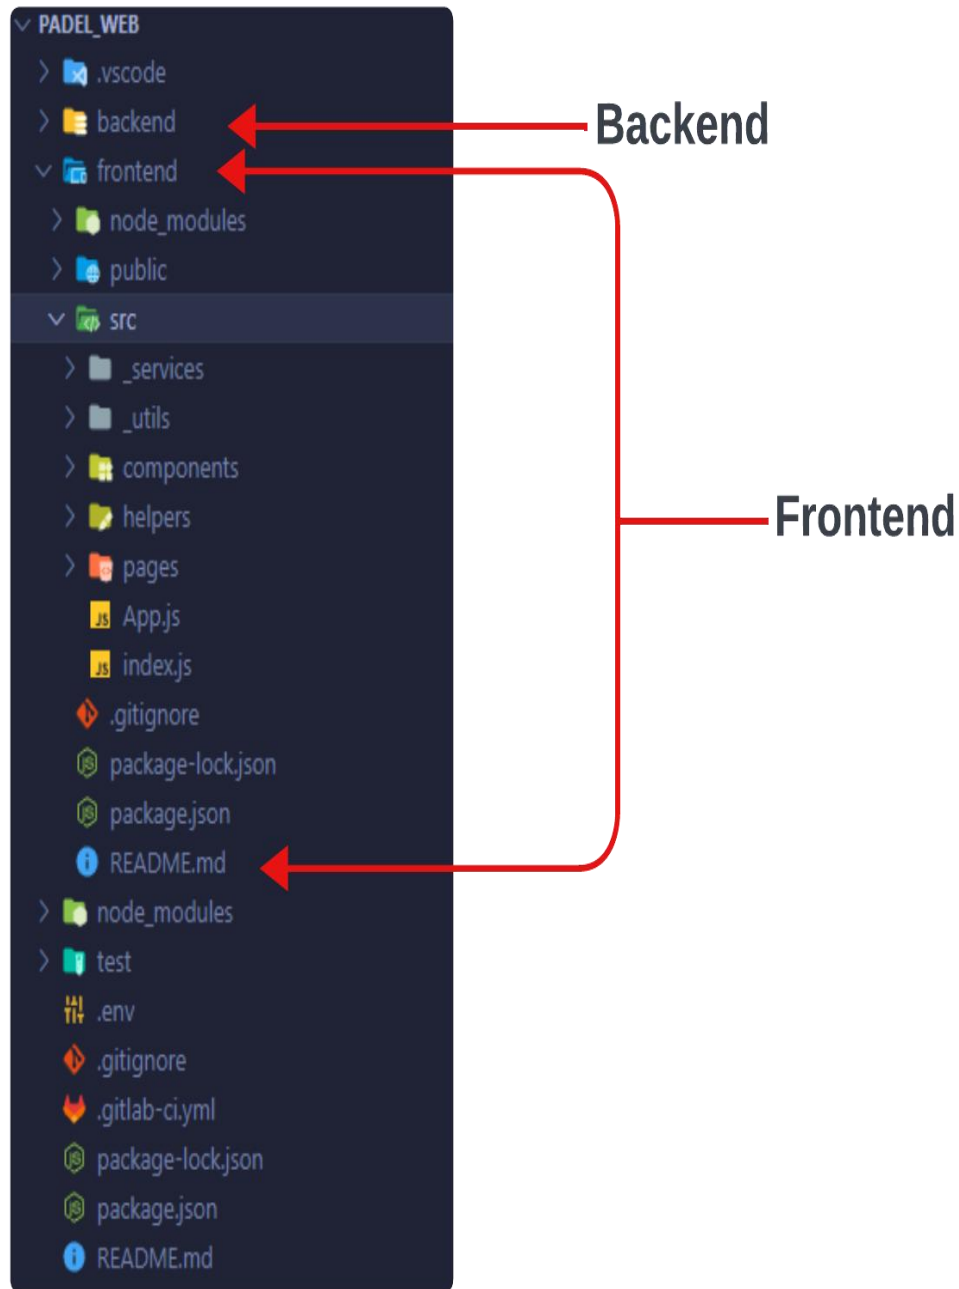 PADEL_WEB
.vscode
backend
Backend
frontend
node_modules
public
src
_services
_utils
components
helpers
Frontend
pages
App.js
index.js
.gitignore
package-lock.json
package.json
README.md
node_modules
test
.env
.gitignore
.gitlab-ci.yml
package-lock.json
package.json
README.md